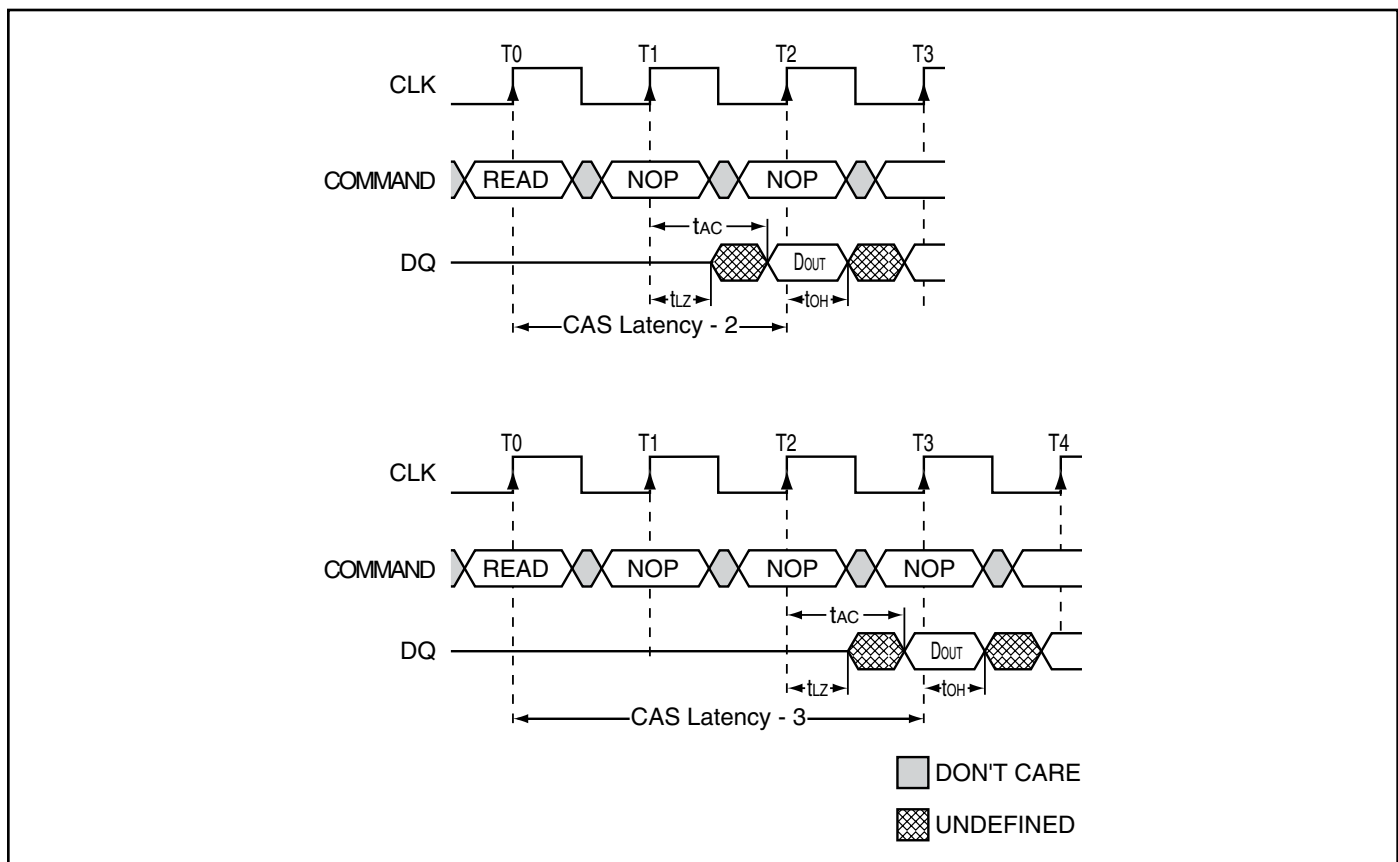 T0 T1 T2 T3
CLK
COMMAND READ NOP NOP
tAC
DQ DOUT
tLZ tOH
CAS Latency - 2
T0 T1 T2 T3 T4
CLK
COMMAND READ NOP NOP NOP
tAC
DQ DOUT
tLZ tOH
CAS Latency - 3
DON'T CARE
UNDEFINED